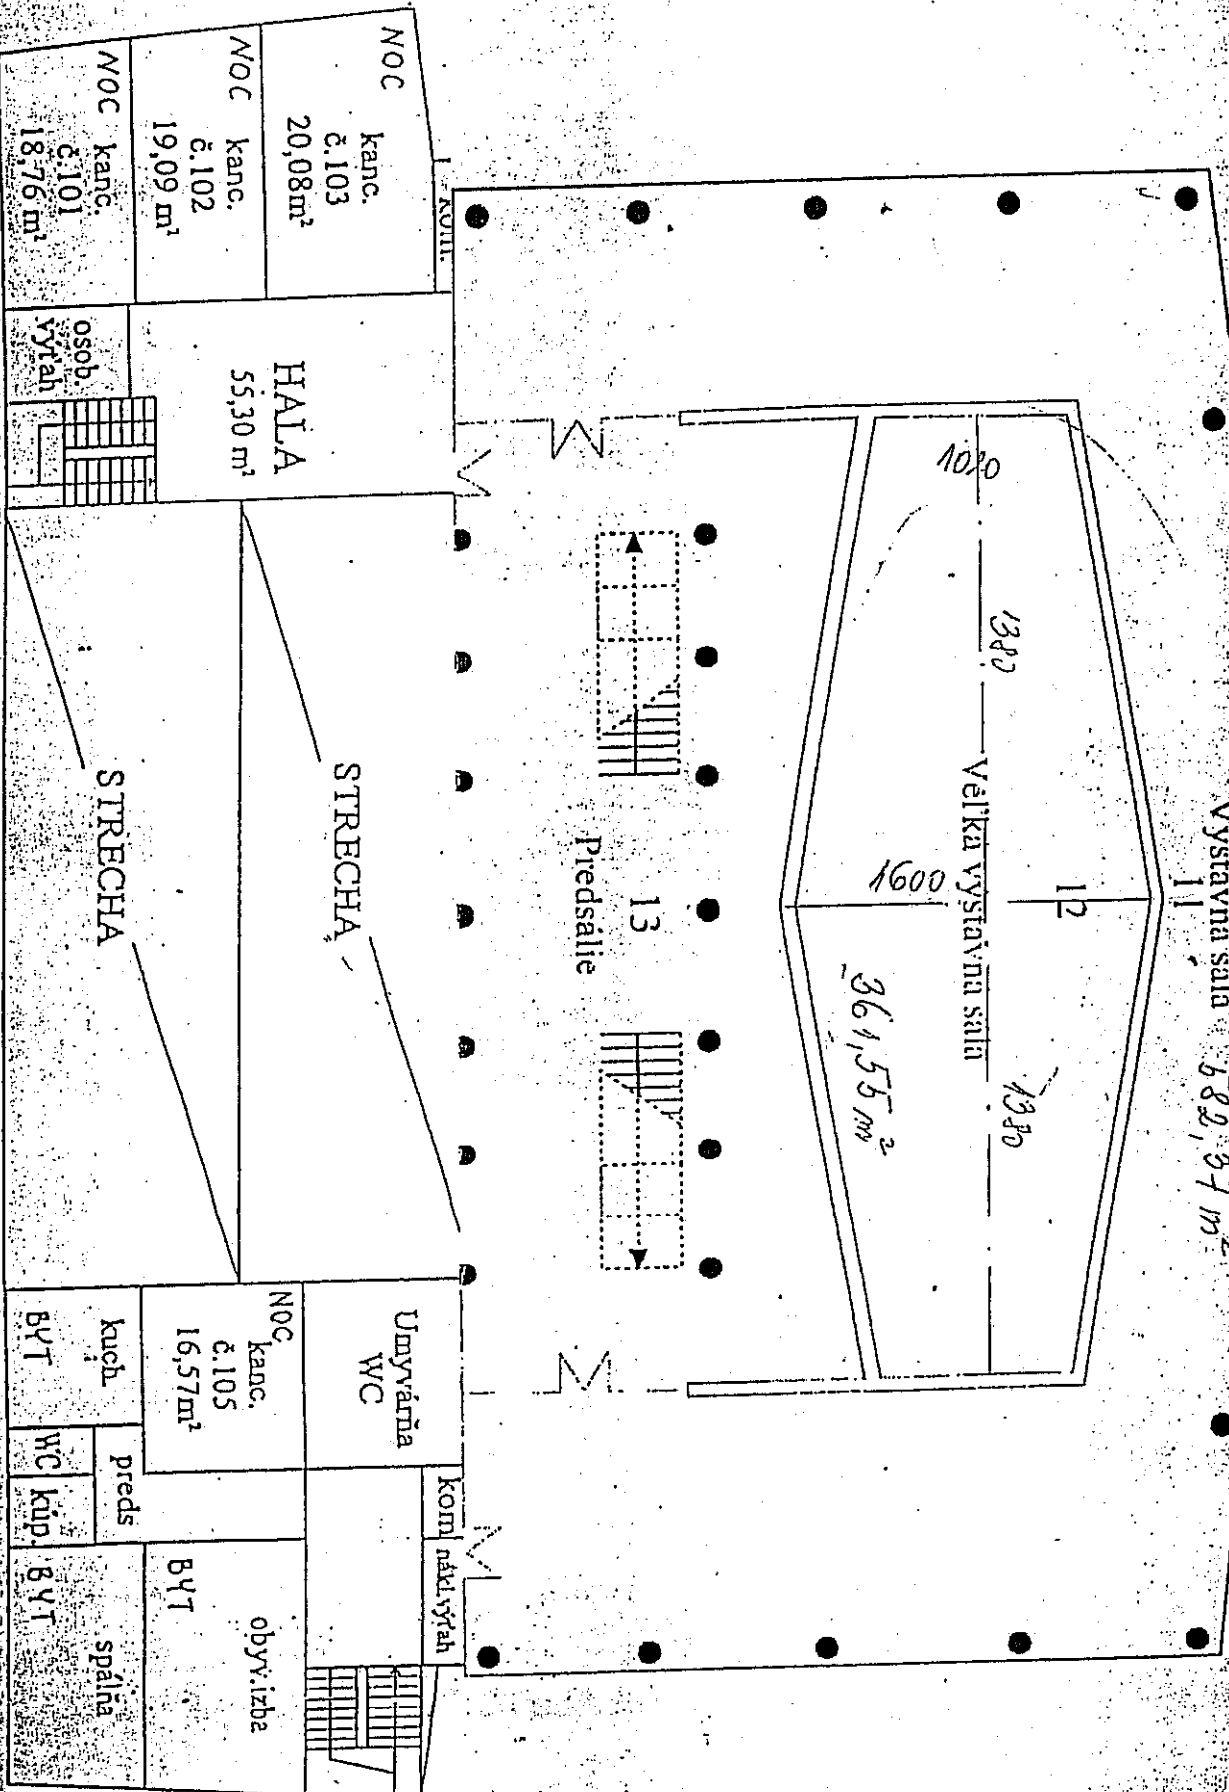 Výstavná sala 682,31 m²
11
12
Veľká výstavná sála
1020
1380
1380
1600
361,55 m²
13
Predsálie
STRECHA
STRECHA
HALA
55,30 m²
NOC
kanc.
č.103
20,08m²
NOC kanc.
č.102
19,09 m²
NOC kanc.
č.101
18,76 m²
kom.
osob.
výťah
Umyváreň
WC
NOC
kanc.
č.105
16,57m²
kuch.
BYT
WC
kúp.
preds
kom
nákl.výťah
obyv.izba
BYT
spálňa
BYT